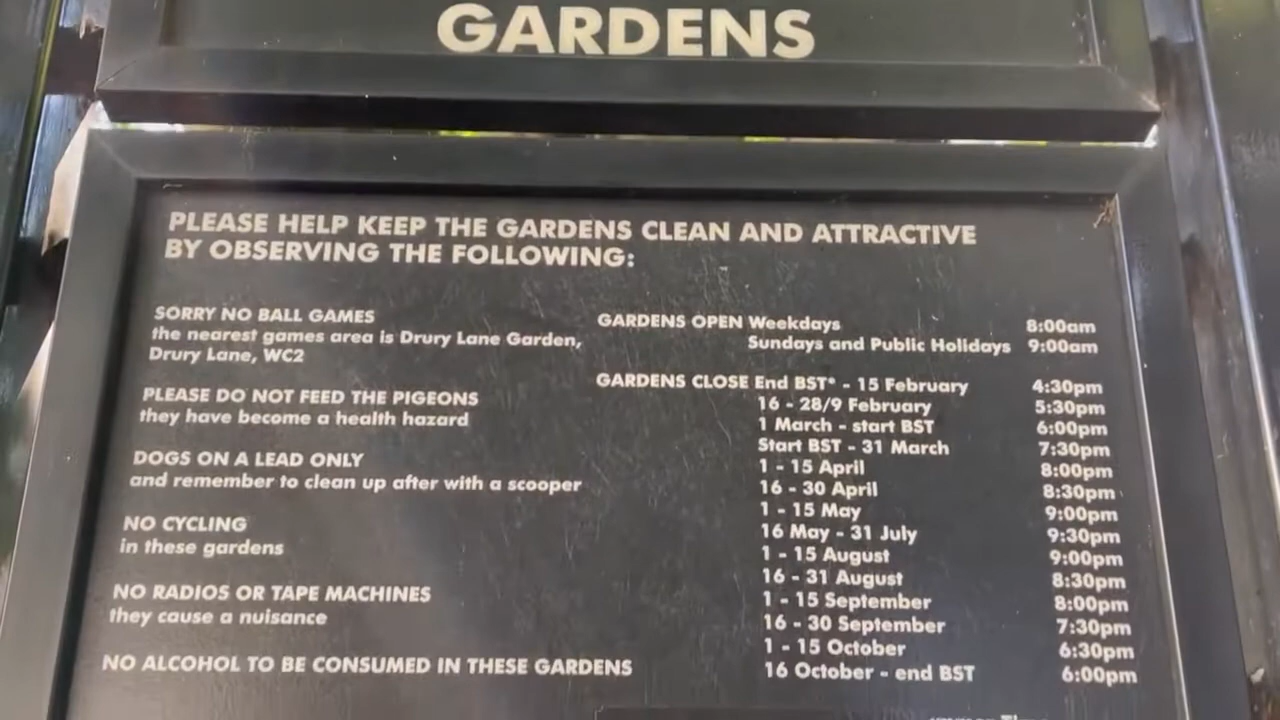 GARDENS
PLEASE HELP KEEP THE GARDENS CLEAN AND ATTRACTIVE
BY OBSERVING THE FOLLOWING:
SORRY NO BALL GAMES
the nearest games area is Drury Lane Garden,
Drury Lane, WC2
PLEASE DO NOT FEED THE PIGEONS
they have become a health hazard
DOGS ON A LEAD ONLY
and remember to clean up after with a scooper
NO CYCLING
in these gardens
NO RADIOS OR TAPE MACHINES
they cause a nuisance
NO ALCOHOL TO BE CONSUMED IN THESE GARDENS
GARDENS OPEN Weekdays 8:00am
Sundays and Public Holidays 9:00am
GARDENS CLOSE End BST* - 15 February 4:30pm
16 - 28/9 February 5:30pm
1 March - start BST 6:00pm
Start BST - 31 March 7:30pm
1 - 15 April 8:00pm
16 - 30 April 8:30pm
1 - 15 May 9:00pm
16 May - 31 July 9:30pm
1 - 15 August 9:00pm
16 - 31 August 8:30pm
1 - 15 September 8:00pm
16 - 30 September 7:30pm
1 - 15 October 6:30pm
16 October - end BST 6:00pm